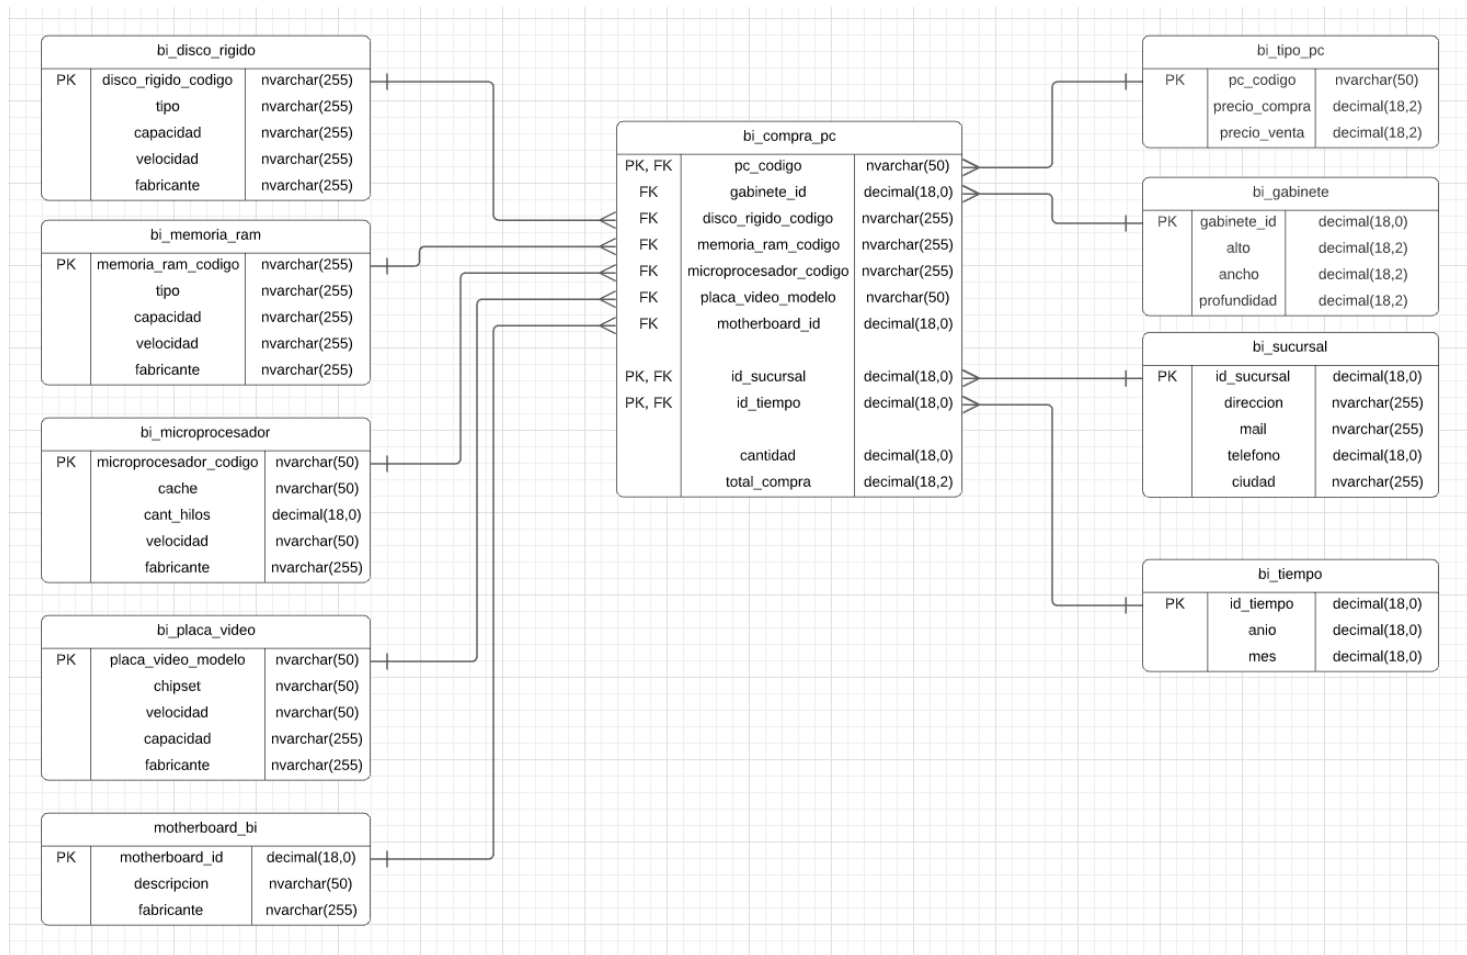 bi_disco_rigido
PK disco_rigido_codigo nvarchar(255)
tipo nvarchar(255)
capacidad nvarchar(255)
velocidad nvarchar(255)
fabricante nvarchar(255)
bi_memoria_ram
PK memoria_ram_codigo nvarchar(255)
tipo nvarchar(255)
capacidad nvarchar(255)
velocidad nvarchar(255)
fabricante nvarchar(255)
bi_microprocesador
PK microprocesador_codigo nvarchar(50)
cache nvarchar(50)
cant_hilos decimal(18,0)
velocidad nvarchar(50)
fabricante nvarchar(255)
bi_placa_video
PK placa_video_modelo nvarchar(50)
chipset nvarchar(50)
velocidad nvarchar(50)
capacidad nvarchar(255)
fabricante nvarchar(255)
motherboard_bi
PK motherboard_id decimal(18,0)
descripcion nvarchar(50)
fabricante nvarchar(255)
bi_compra_pc
PK, FK pc_codigo nvarchar(50)
FK gabinete_id decimal(18,0)
FK disco_rigido_codigo nvarchar(255)
FK memoria_ram_codigo nvarchar(255)
FK microprocesador_codigo nvarchar(255)
FK placa_video_modelo nvarchar(50)
FK motherboard_id decimal(18,0)
PK, FK id_sucursal decimal(18,0)
PK, FK id_tiempo decimal(18,0)
cantidad decimal(18,0)
total_compra decimal(18,2)
bi_tipo_pc
PK pc_codigo nvarchar(50)
precio_compra decimal(18,2)
precio_venta decimal(18,2)
bi_gabinete
PK gabinete_id decimal(18,0)
alto decimal(18,2)
ancho decimal(18,2)
profundidad decimal(18,2)
bi_sucursal
PK id_sucursal decimal(18,0)
direccion nvarchar(255)
mail nvarchar(255)
telefono decimal(18,0)
ciudad nvarchar(255)
bi_tiempo
PK id_tiempo decimal(18,0)
anio decimal(18,0)
mes decimal(18,0)